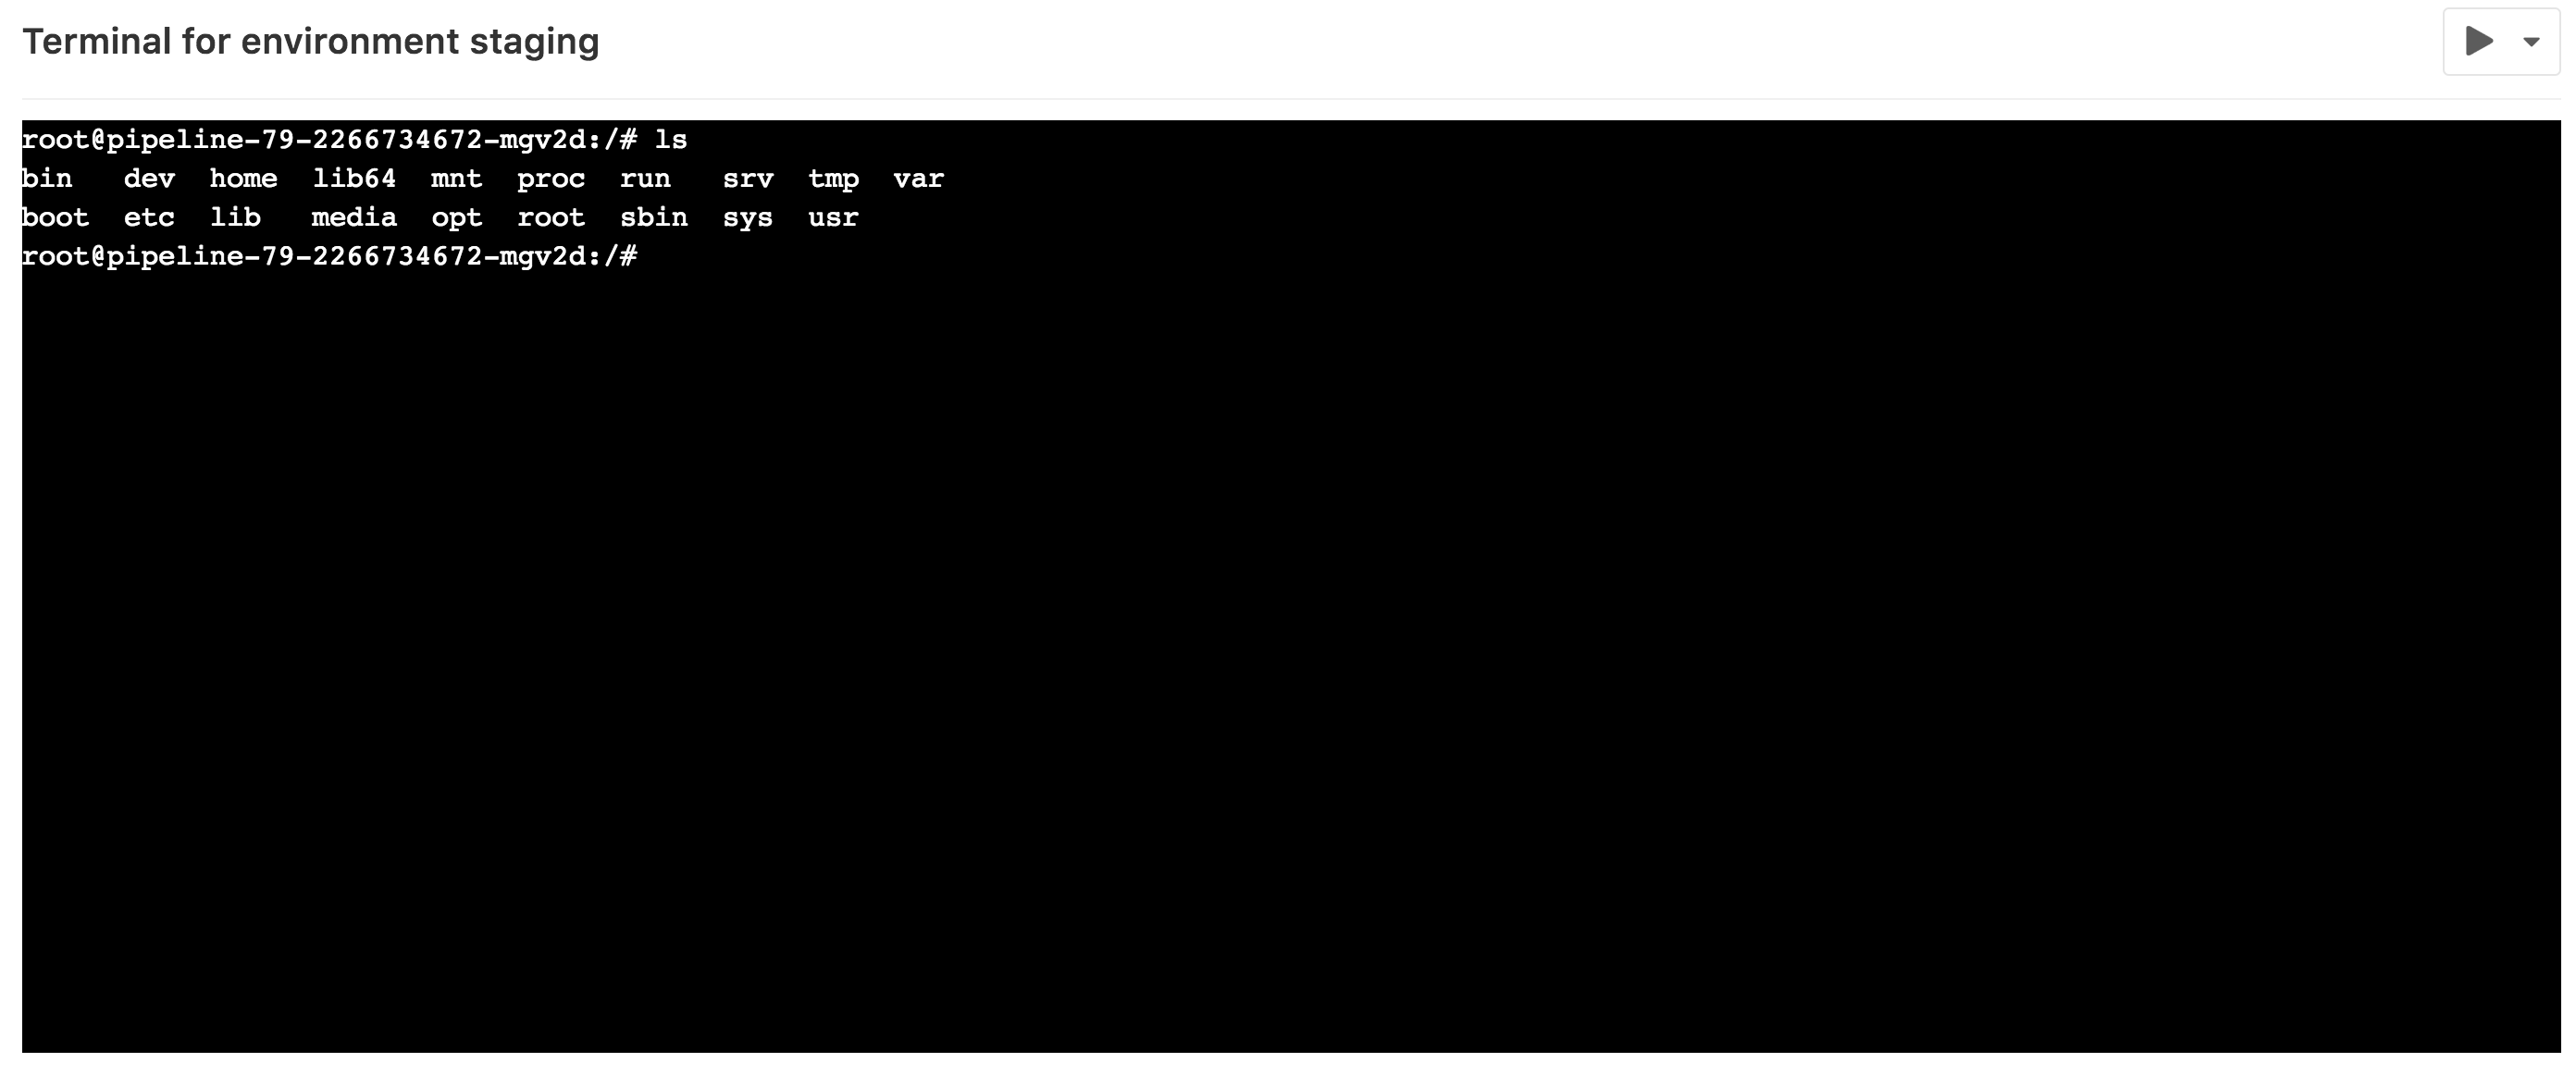 Terminal for environment staging
root@pipeline-79-2266734672-mgv2d:/# ls
bin   dev  home  lib64  mnt  proc  run   srv  tmp  var
boot  etc  lib   media  opt  root  sbin  sys  usr
root@pipeline-79-2266734672-mgv2d:/#